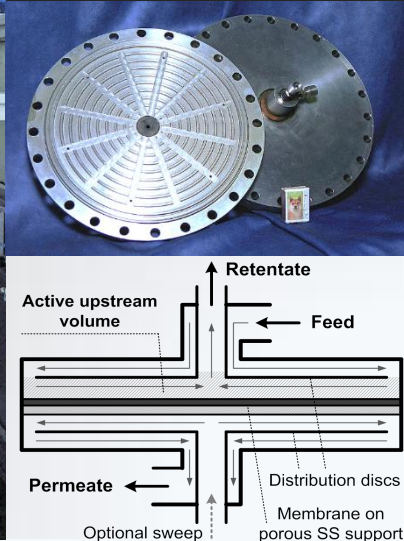 Retentate
Active upstream
volume
Feed
Distribution discs
Permeate
Membrane on
porous SS support
Optional sweep